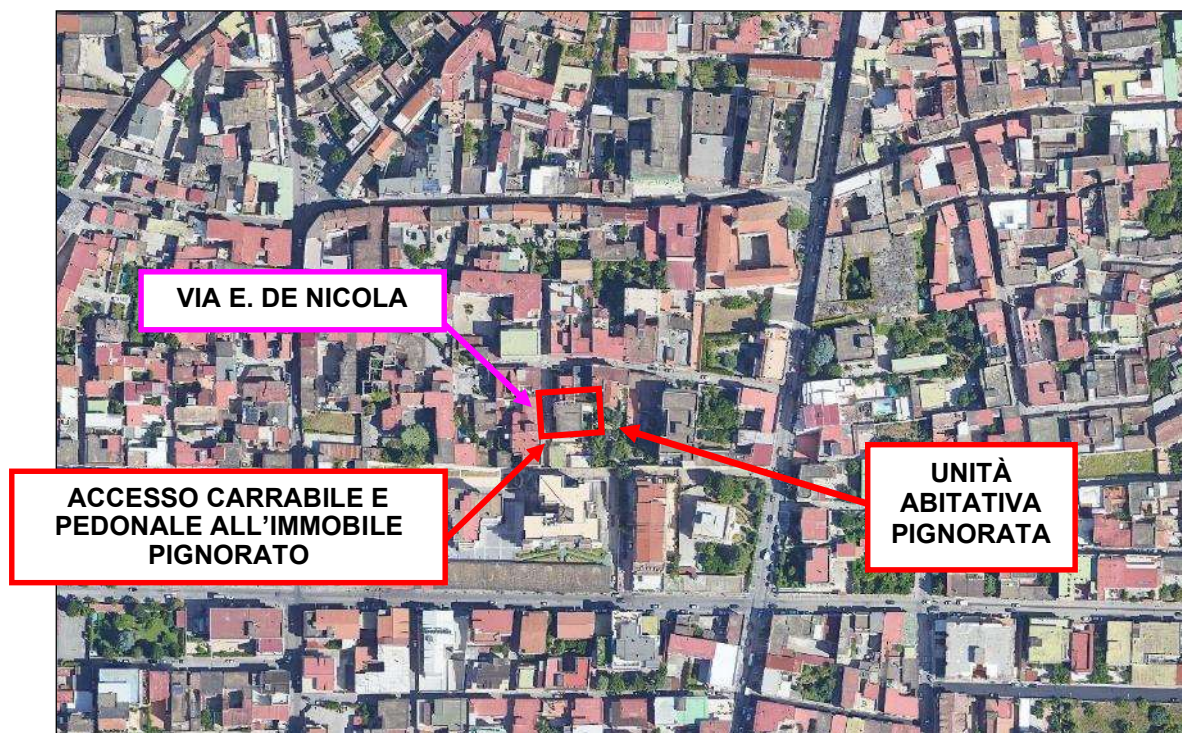 VIA E. DE NICOLA
ACCESSO CARRABILE E
PEDONALE ALL’IMMOBILE
PIGNORATO
UNITÀ
ABITATIVA
PIGNORATA